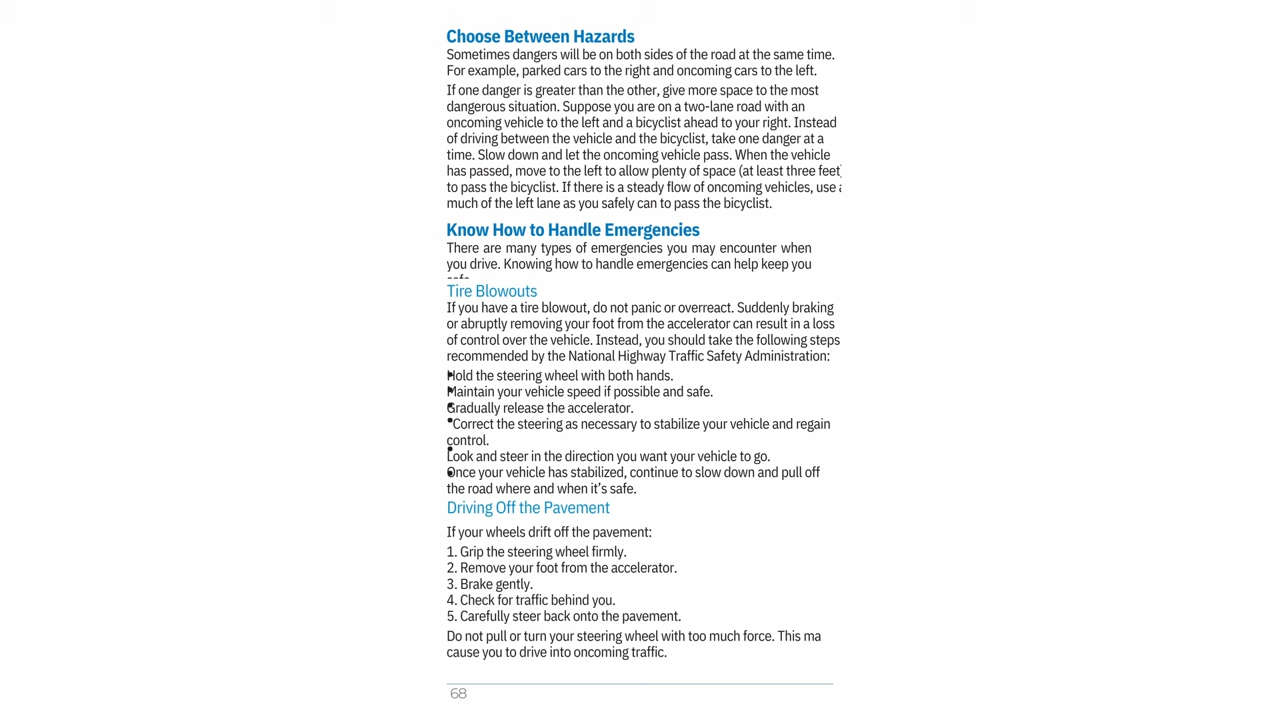 Choose Between Hazards
Sometimes dangers will be on both sides of the road at the same time.
For example, parked cars to the right and oncoming cars to the left.
If one danger is greater than the other, give more space to the most
dangerous situation. Suppose you are on a two-lane road with an
oncoming vehicle to the left and a bicyclist ahead to your right. Instead
of driving between the vehicle and the bicyclist, take one danger at a
time. Slow down and let the oncoming vehicle pass. When the vehicle
has passed, move to the left to allow plenty of space (at least three feet)
to pass the bicyclist. If there is a steady flow of oncoming vehicles, use
much of the left lane as you safely can to pass the bicyclist.
Know How to Handle Emergencies
There are many types of emergencies you may encounter when
you drive. Knowing how to handle emergencies can help keep you
Tire Blowouts
If you have a tire blowout, do not panic or overreact. Suddenly braking
or abruptly removing your foot from the accelerator can result in a loss
of control over the vehicle. Instead, you should take the following steps
recommended by the National Highway Traffic Safety Administration:
• Hold the steering wheel with both hands.
• Maintain your vehicle speed if possible and safe.
• Gradually release the accelerator.
• Correct the steering as necessary to stabilize your vehicle and regain
control.
• Look and steer in the direction you want your vehicle to go.
• Once your vehicle has stabilized, continue to slow down and pull off
the road where and when it’s safe.
Driving Off the Pavement
If your wheels drift off the pavement:
1. Grip the steering wheel firmly.
2. Remove your foot from the accelerator.
3. Brake gently.
4. Check for traffic behind you.
5. Carefully steer back onto the pavement.
Do not pull or turn your steering wheel with too much force. This ma
cause you to drive into oncoming traffic.
68